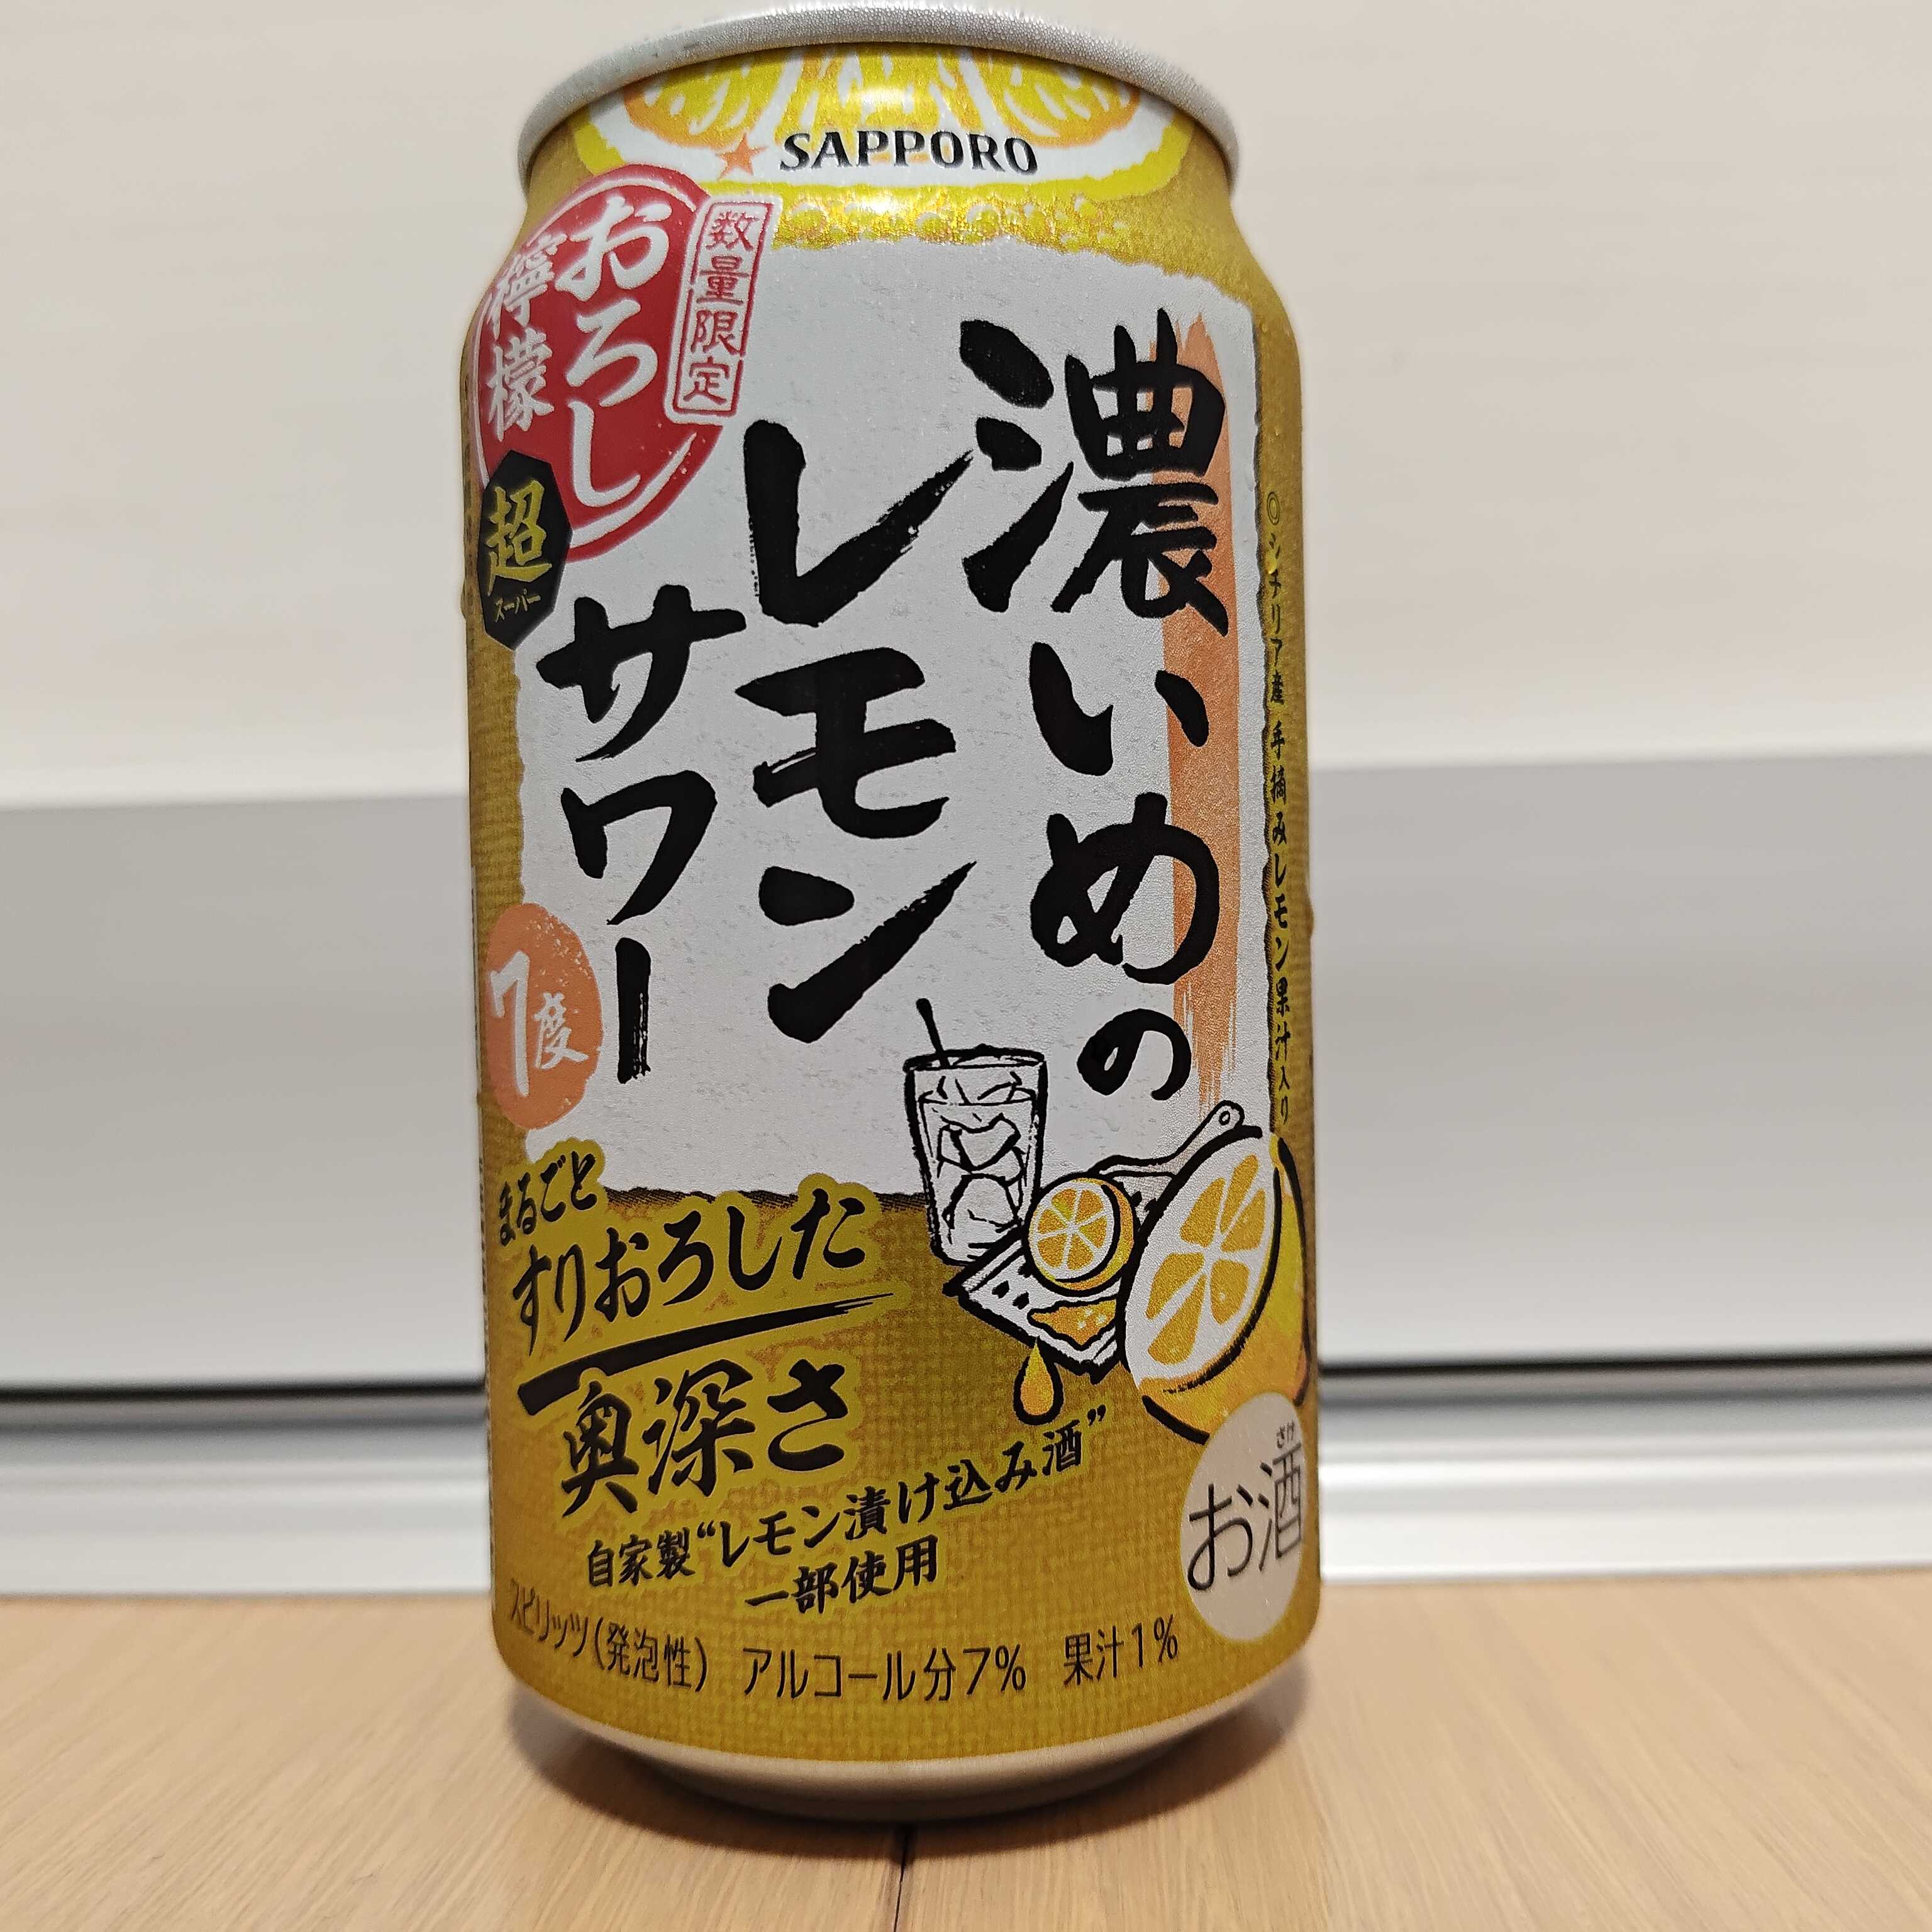 SAPPORO
数量限定
おろし
檸檬
超
スーパー
濃いめの
レモン
サワー
7度
◎シチリア産 手摘みレモン果汁入り
まるごと
すりおろした
奥深さ
自家製“レモン漬け込み酒”
一部使用
さけ
お酒
スピリッツ(発泡性) アルコール分7% 果汁1%